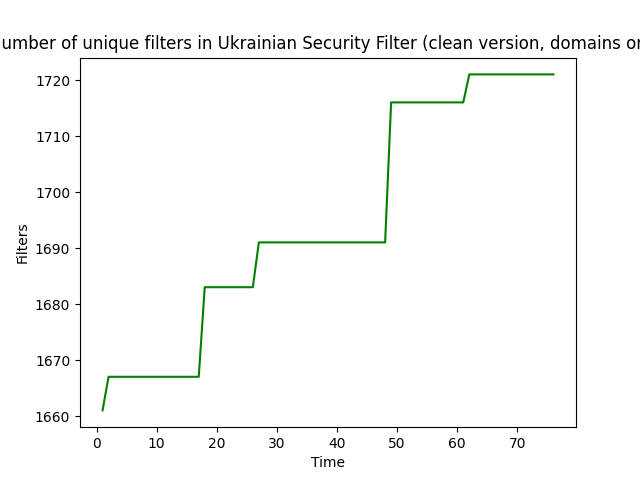 umber of unique filters in Ukrainian Security Filter (clean version, domains or
1720
1710
1700
1690
1680
1670
1660
Filters
0 10 20 30 40 50 60 70
Time